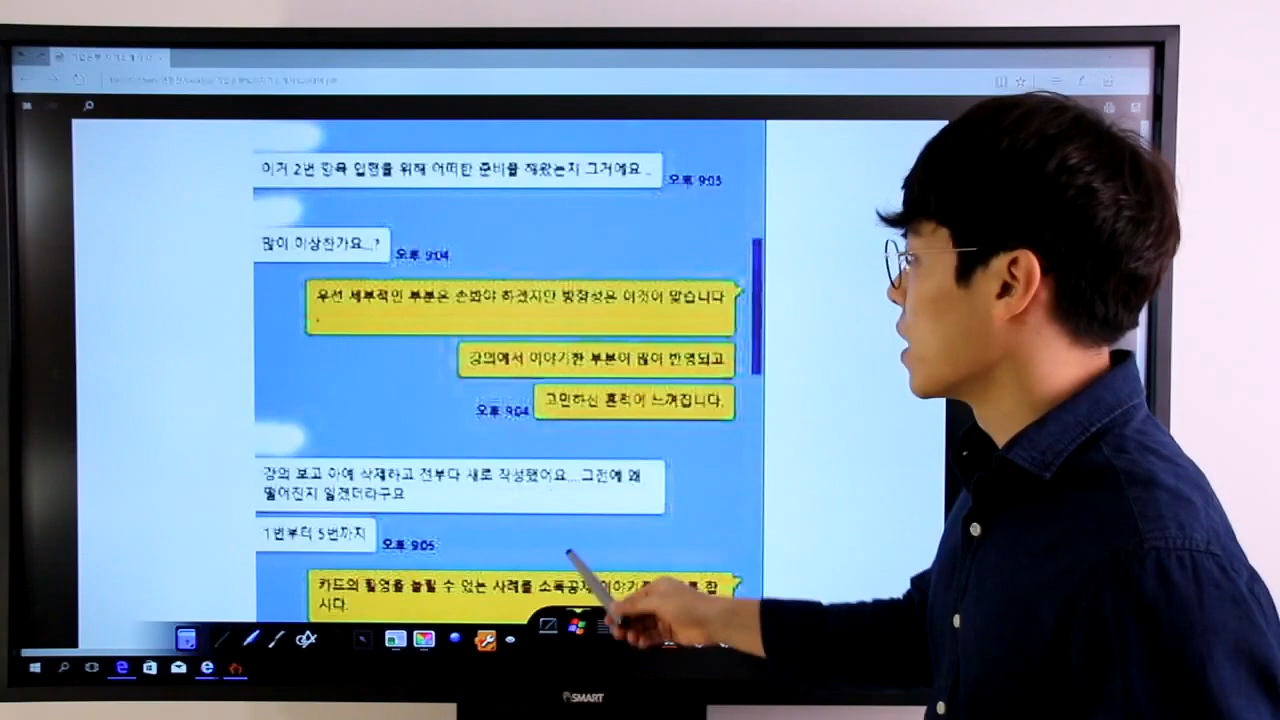 이거 2번 항목 입행을 위해 어떠한 준비를 해왔는지 그거에요..
오후 9:03
많이 이상한가요...?
오후 9:04
우선 세부적인 부분은 손봐야 하겠지만 방향성은 이것이 맞습니다
.
강의에서 이야기한 부분이 많이 반영되고
고민하신 흔적이 느껴집니다.
오후 9:04
강의 보고 아예 삭제하고 전부다 새로 작성했어요....그전에 왜
떨어진지 알겠더라구요
1번부터 5번까지
오후 9:05
카드의 활용을 늘릴 수 있는 사례를 소득공제 합
시다.
SMART